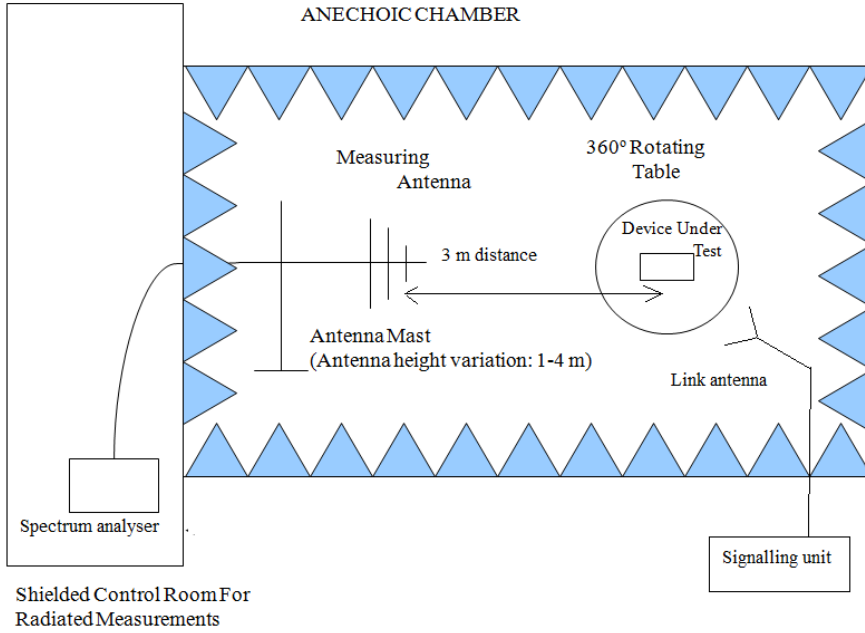 ANECHOIC CHAMBER
Measuring
Antenna
360º Rotating
Table
Device Under
Test
3 m distance
Antenna Mast
(Antenna height variation: 1-4 m)
Link antenna
Spectrum analyser
Signalling unit
Shielded Control Room For
Radiated Measurements